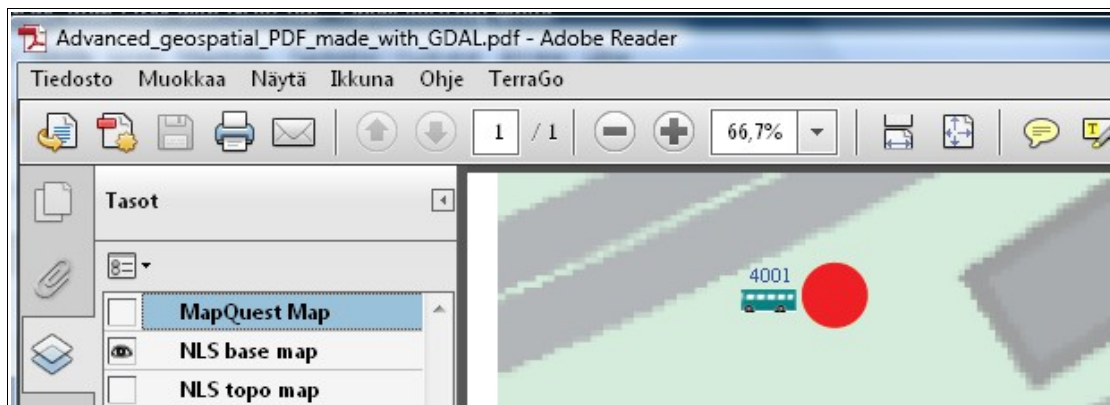 Advanced_geospatial_PDF_made_with_GDAL.pdf - Adobe Reader
Tiedosto Muokkaa Näytä Ikkuna Ohje TerraGo
1 / 1 66,7%
Tasot
4001
MapQuest Map
NLS base map
NLS topo map